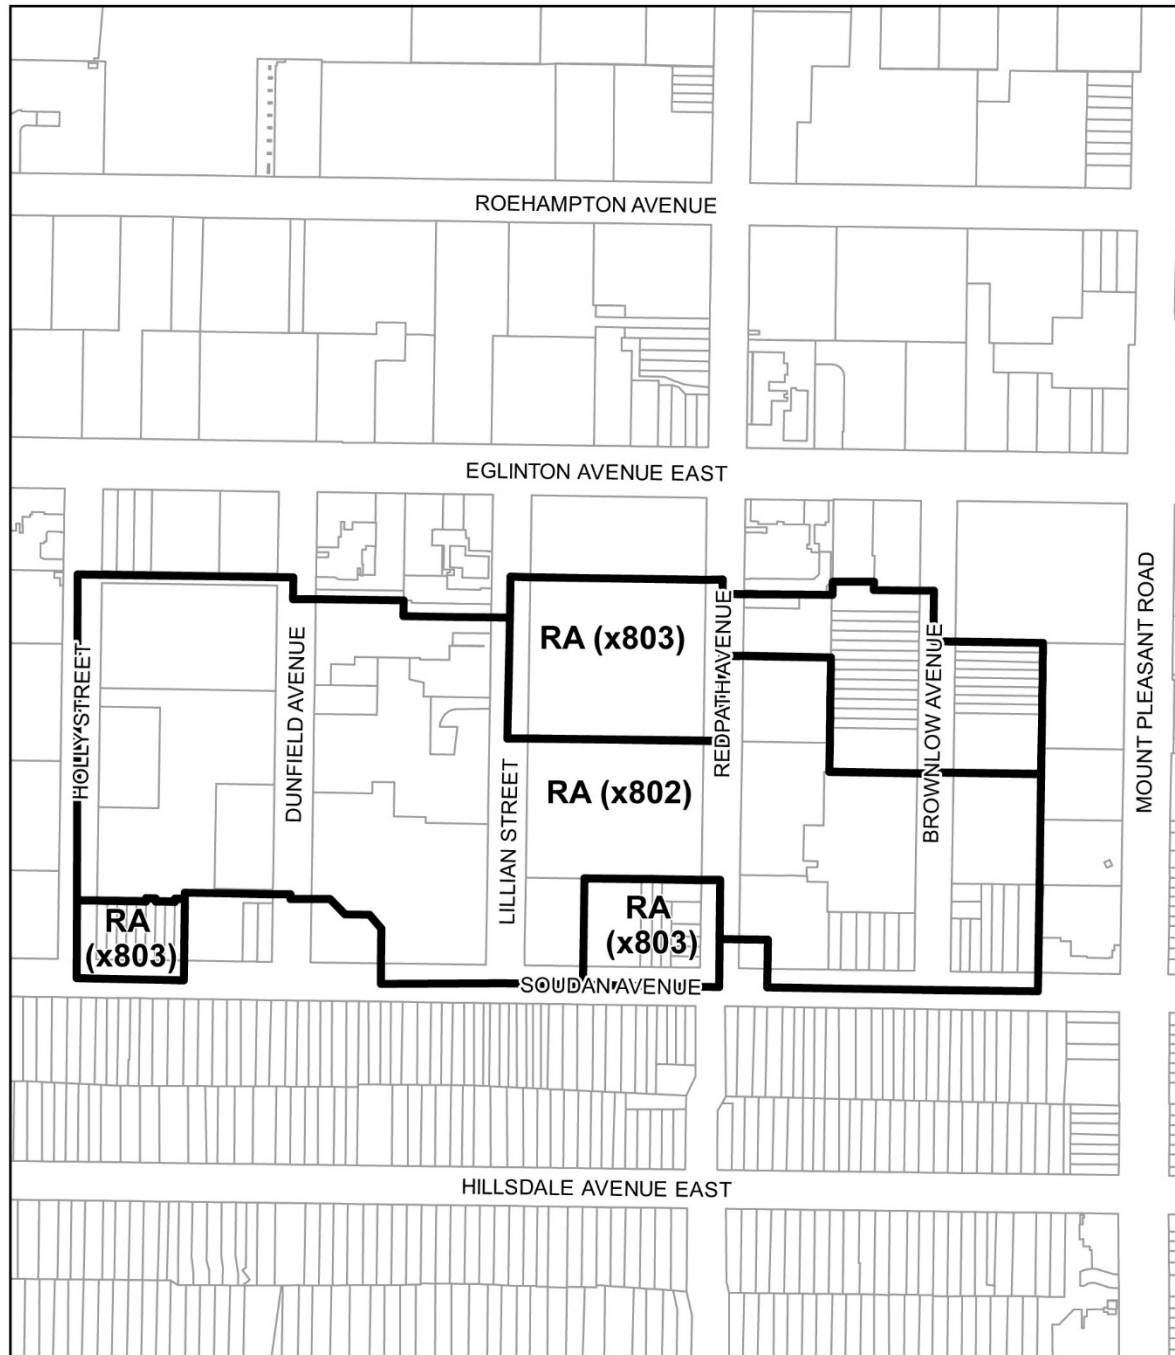 ROEHAMPTON AVENUE
EGLINTON AVENUE EAST
MOUNT PLEASANT ROAD
HOLLY STREET
DUNFIELD AVENUE
RA (x803)
REDPATH AVENUE
BROWNLOW AVENUE
LILLIAN STREET
RA (x802)
RA
(x803)
RA
(x803)
SOUDAN AVENUE
HILLSDALE AVENUE EAST